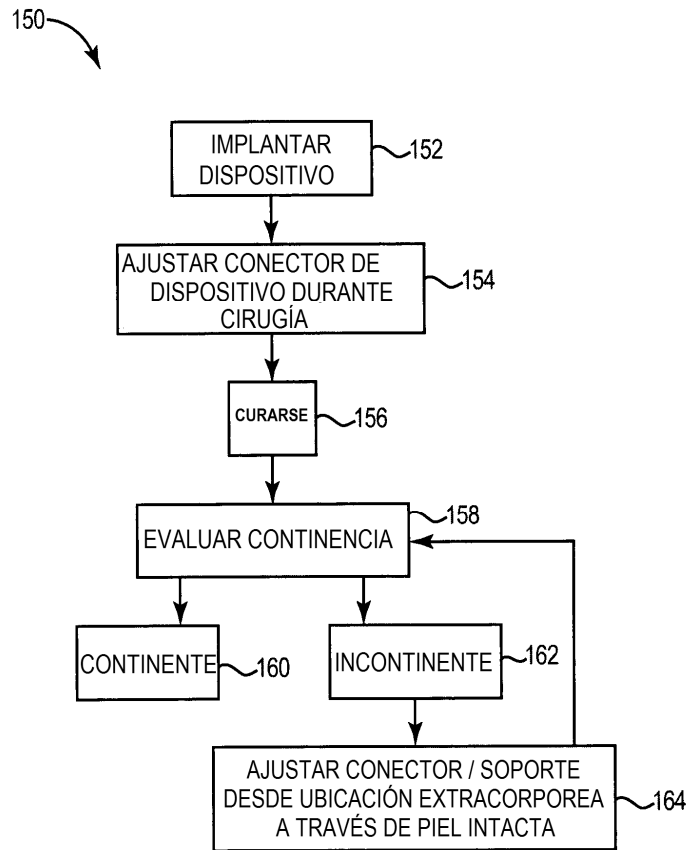 150
IMPLANTAR
DISPOSITIVO
152
AJUSTAR CONECTOR DE
DISPOSITIVO DURANTE
CIRUGÍA
154
CURARSE
156
158
EVALUAR CONTINENCIA
CONTINENTE
160
INCONTINENTE
162
AJUSTAR CONECTOR / SOPORTE
DESDE UBICACIÓN EXTRACORPOREA
A TRAVÉS DE PIEL INTACTA
164